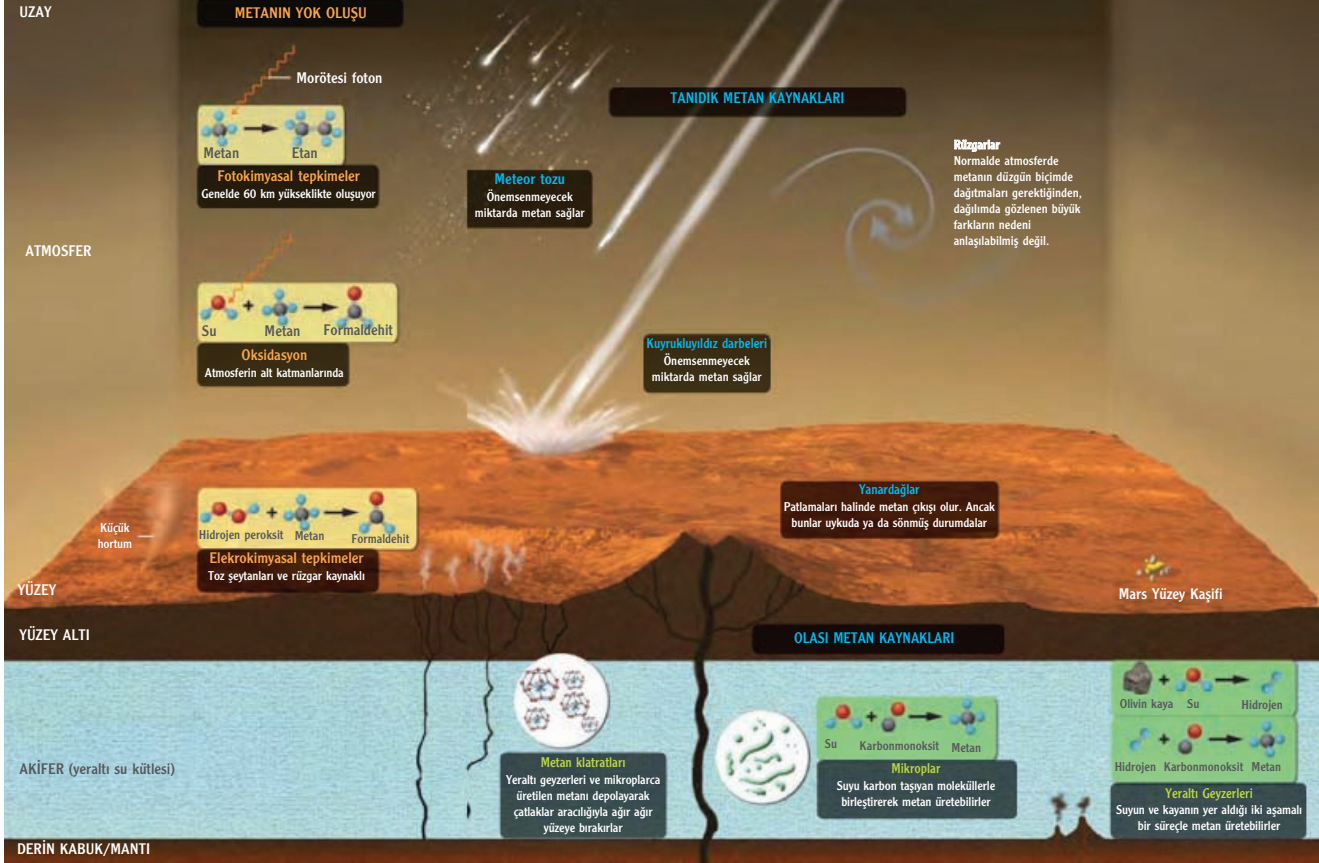 UZAY
METANIN YOK OLUŞU
Morötesi foton
Metan
Etan
Fotokimyasal tepkimeler
Genelde 60 km yükseklikte oluşuyor
TANIDIK METAN KAYNAKLARI
Meteor tozu
Önemsenmeyecek
miktarda metan sağlar
Rüzgarlar
Normalde atmosferde
metanın düzgün biçimde
dağıtmaları gerektiğinden,
dağılımda gözlenen büyük
farkların nedeni
anlaşılabilmiş değil.
ATMOSFER
Su
Metan
Formaldehit
Oksidasyon
Atmosferin alt katmanlarında
Kuyrukluyıldız darbeleri
Önemsenmeyecek
miktarda metan sağlar
Küçük
hortum
Hidrojen peroksit
Metan
Formaldehit
Elekrokimyasal tepkimeler
Toz şeytanları ve rüzgar kaynaklı
Yanardağlar
Patlamaları halinde metan çıkışı olur. Ancak
bunlar uykuda ya da sönmüş durumdalar
YÜZEY
Mars Yüzey Kaşifi
YÜZEY ALTI
OLASI METAN KAYNAKLARI
AKİFER (yeraltı su kütlesi)
Metan klatratları
Yeraltı geyzerleri ve mikroplarca
üretilen metanı depolayarak
çatlaklar aracılığıyla ağır ağır
yüzeye bırakırlar
Su
Karbonmonoksit
Metan
Mikroplar
Suyu karbon taşıyan moleküllerle
birleştirerek metan üretebilirler
Olivin kaya
Su
Hidrojen
Hidrojen
Karbonmonoksit
Metan
Yeraltı Geyzerleri
Suyun ve kayanın yer aldığı iki aşamalı
bir süreçle metan üretebilirler
DERİN KABUK/MANTI